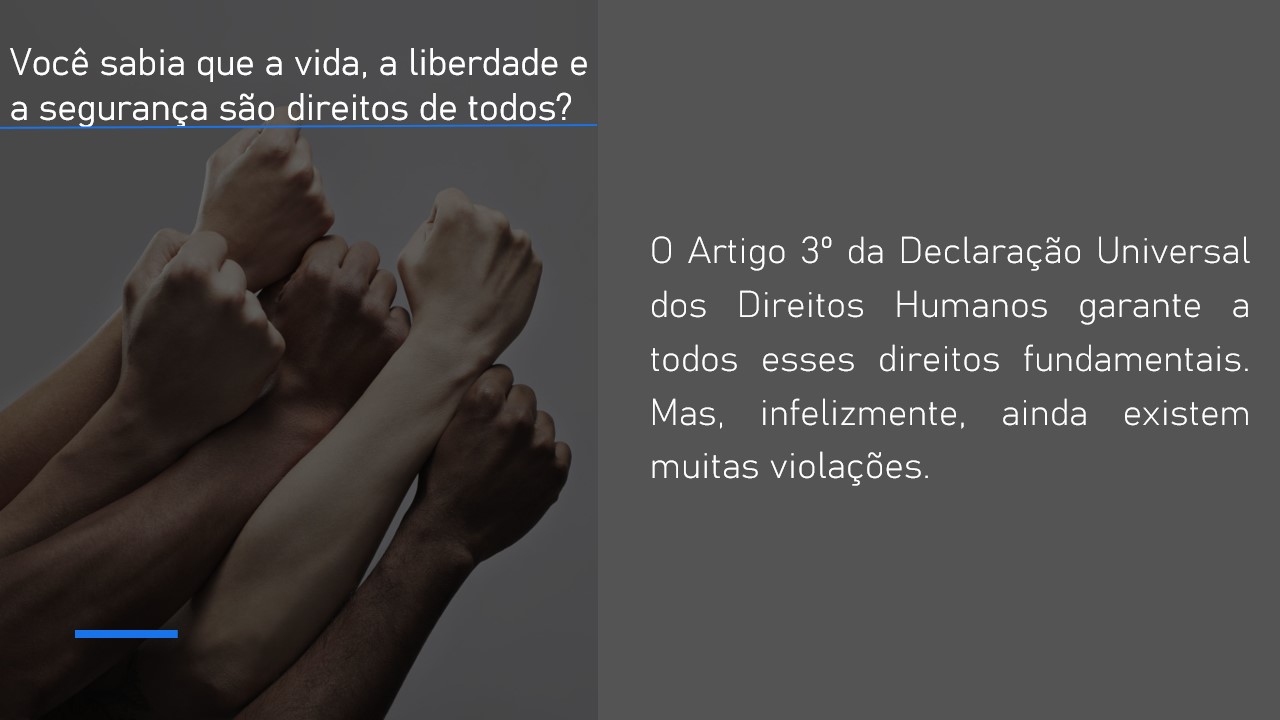 Você sabia que a vida, a liberdade e
a segurança são direitos de todos?
O Artigo 3º da Declaração Universal
dos Direitos Humanos garante a
todos esses direitos fundamentais.
Mas, infelizmente, ainda existem
muitas violações.